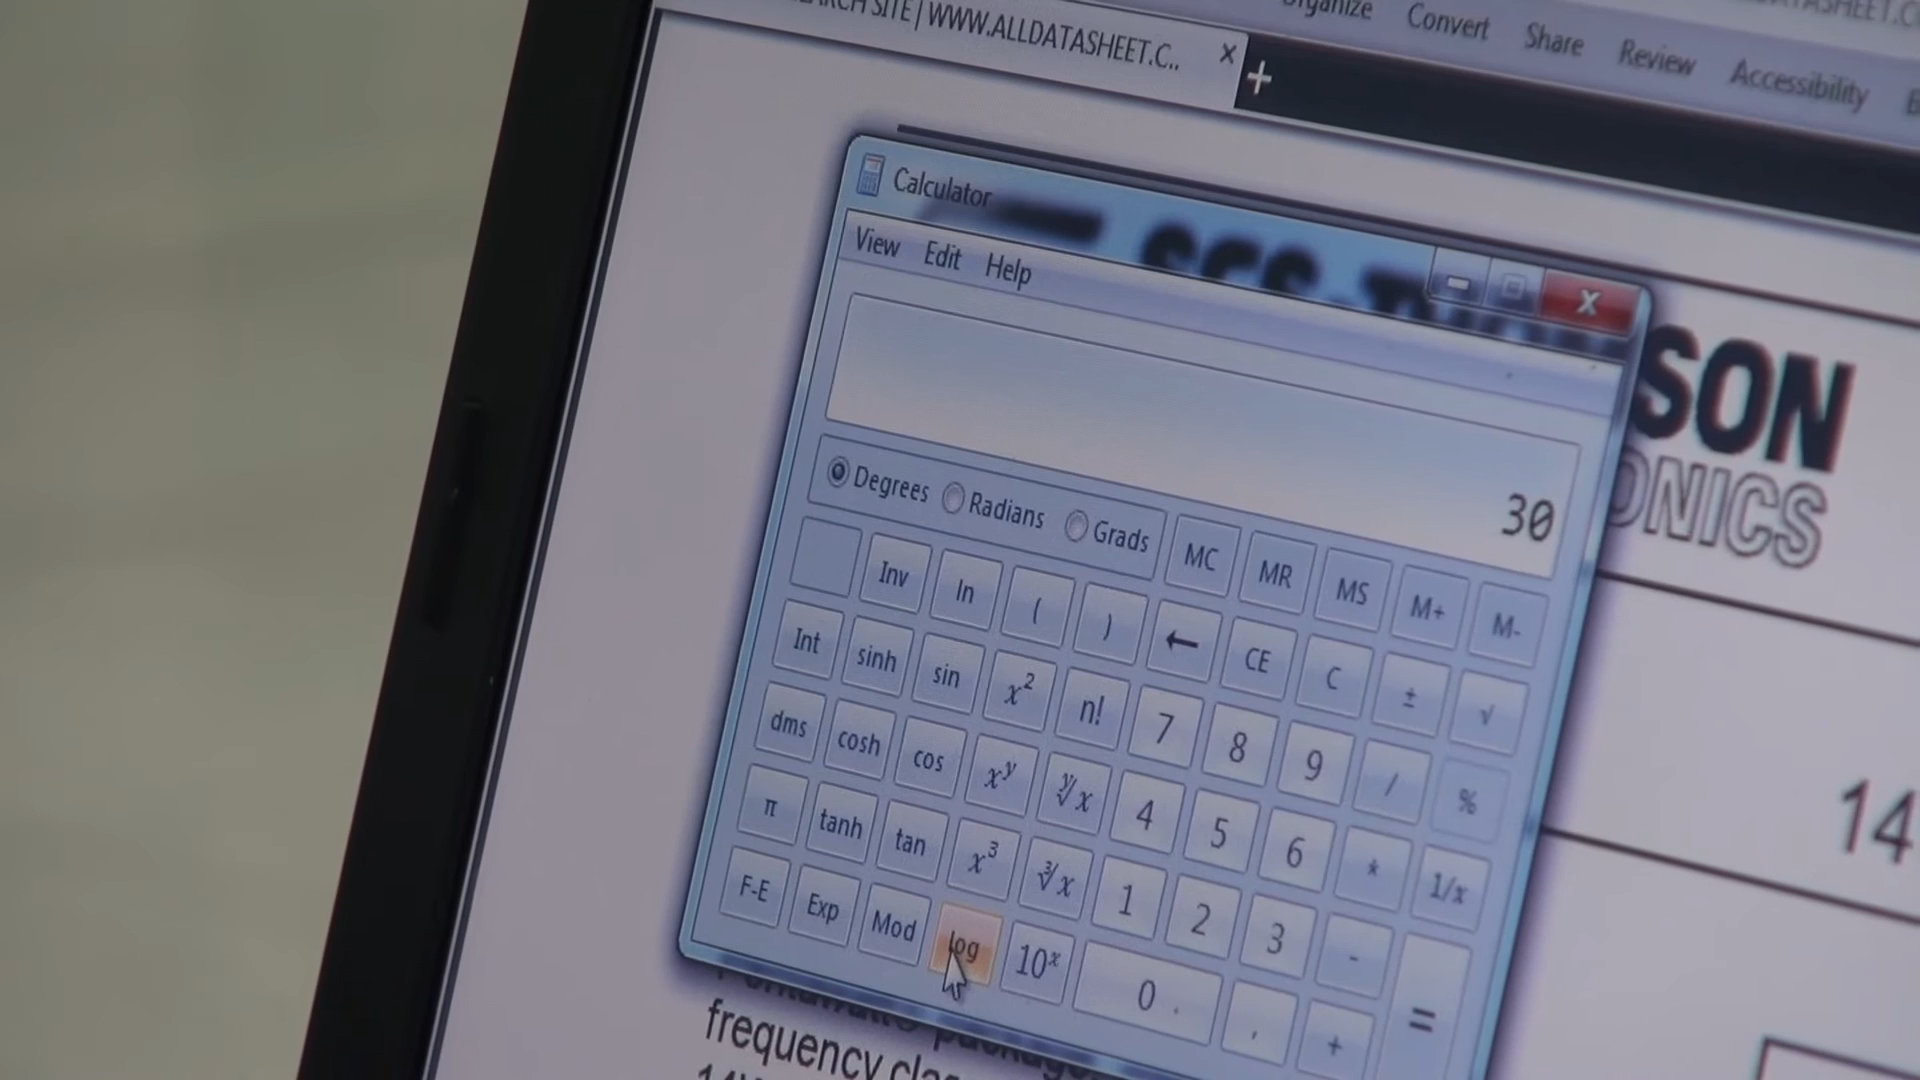 SITE | WWW.ALLDATASHEET.C..
Organize Convert Share Review Accessibility
Calculator
View Edit Help
SON
ONICS
30
Degrees Radians Grads MC MR MS M+ M-
Inv ln ( ) ← CE C ± √
Int sinh sin x² n! 7 8 9 / %
dms cosh cos xʸ ʸ√x 4 5 6 * 1/x
π tanh tan x³ ³√x 1 2 3 - =
F-E Exp Mod log 10ˣ 0 , +
14
frequency